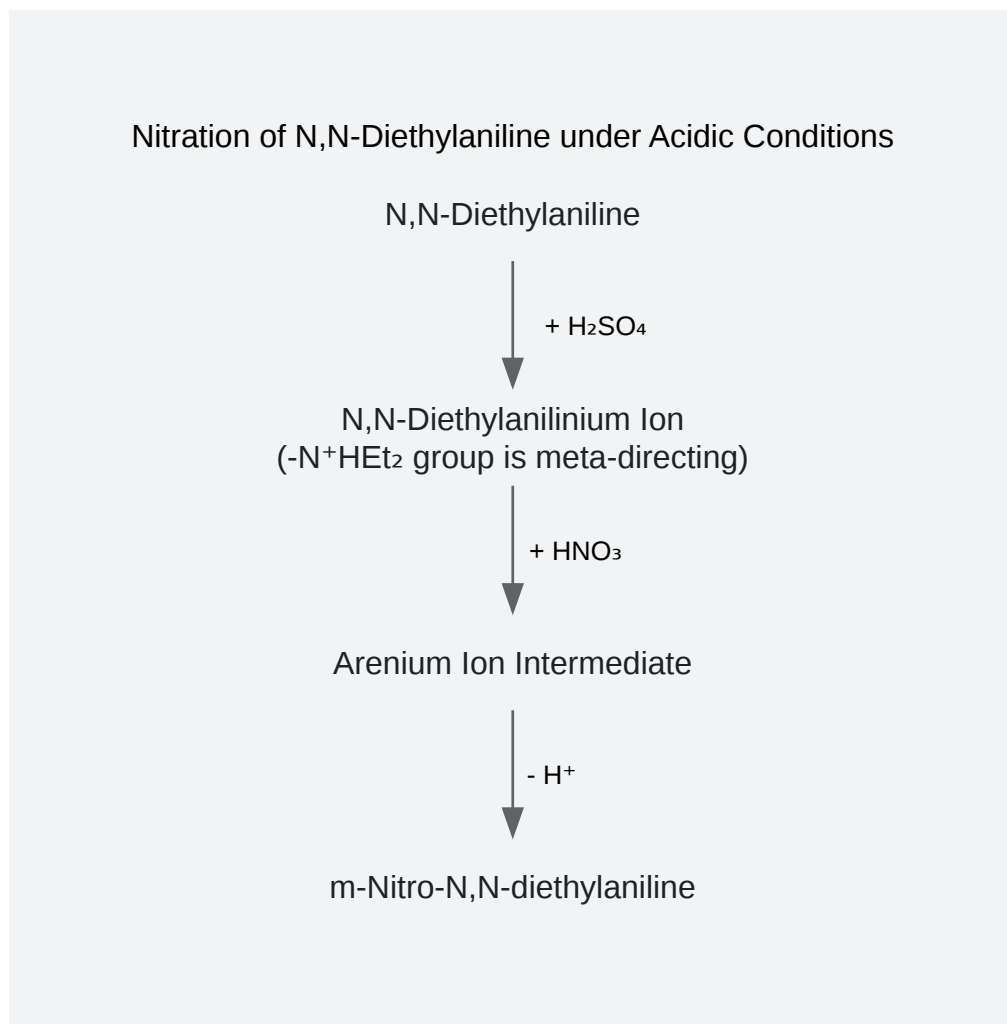 Nitration of N,N-Diethylaniline under Acidic Conditions
N,N-Diethylaniline
+ H₂SO₄
N,N-Diethylanilinium Ion
(-N⁺HEt₂ group is meta-directing)
+ HNO₃
Arenium Ion Intermediate
- H⁺
m-Nitro-N,N-diethylaniline